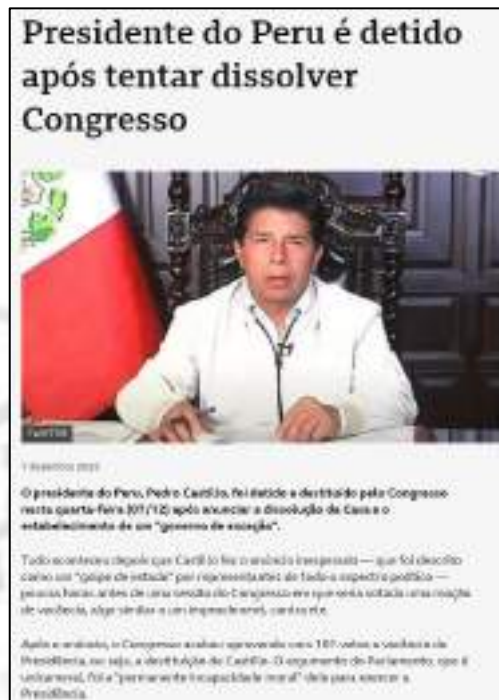 Presidente do Peru é detido
após tentar dissolver
Congresso
TWITTER
O presidente do Peru, Pedro Castillo, foi detido e destituído pelo Congresso
nesta quarta-feira (07/12) após anunciar a dissolução da Casa e o
estabelecimento de um "governo de exceção".
Tudo aconteceu depois que Castillo fez o anúncio inesperado — que foi descrito
como um "golpe de estado" por representantes de todo o espectro político —
poucas horas antes de uma sessão do Congresso em que seria votada uma moção
de vacância, algo similar a um impeachment, contra ele.
Após o anúncio, o Congresso acabou aprovando com 101 votos a vacância da
Presidência, ou seja, a destituição de Castillo. O argumento do Parlamento, que é
unicameral, foi a "permanente incapacidade moral" dele para exercer a
Presidência.